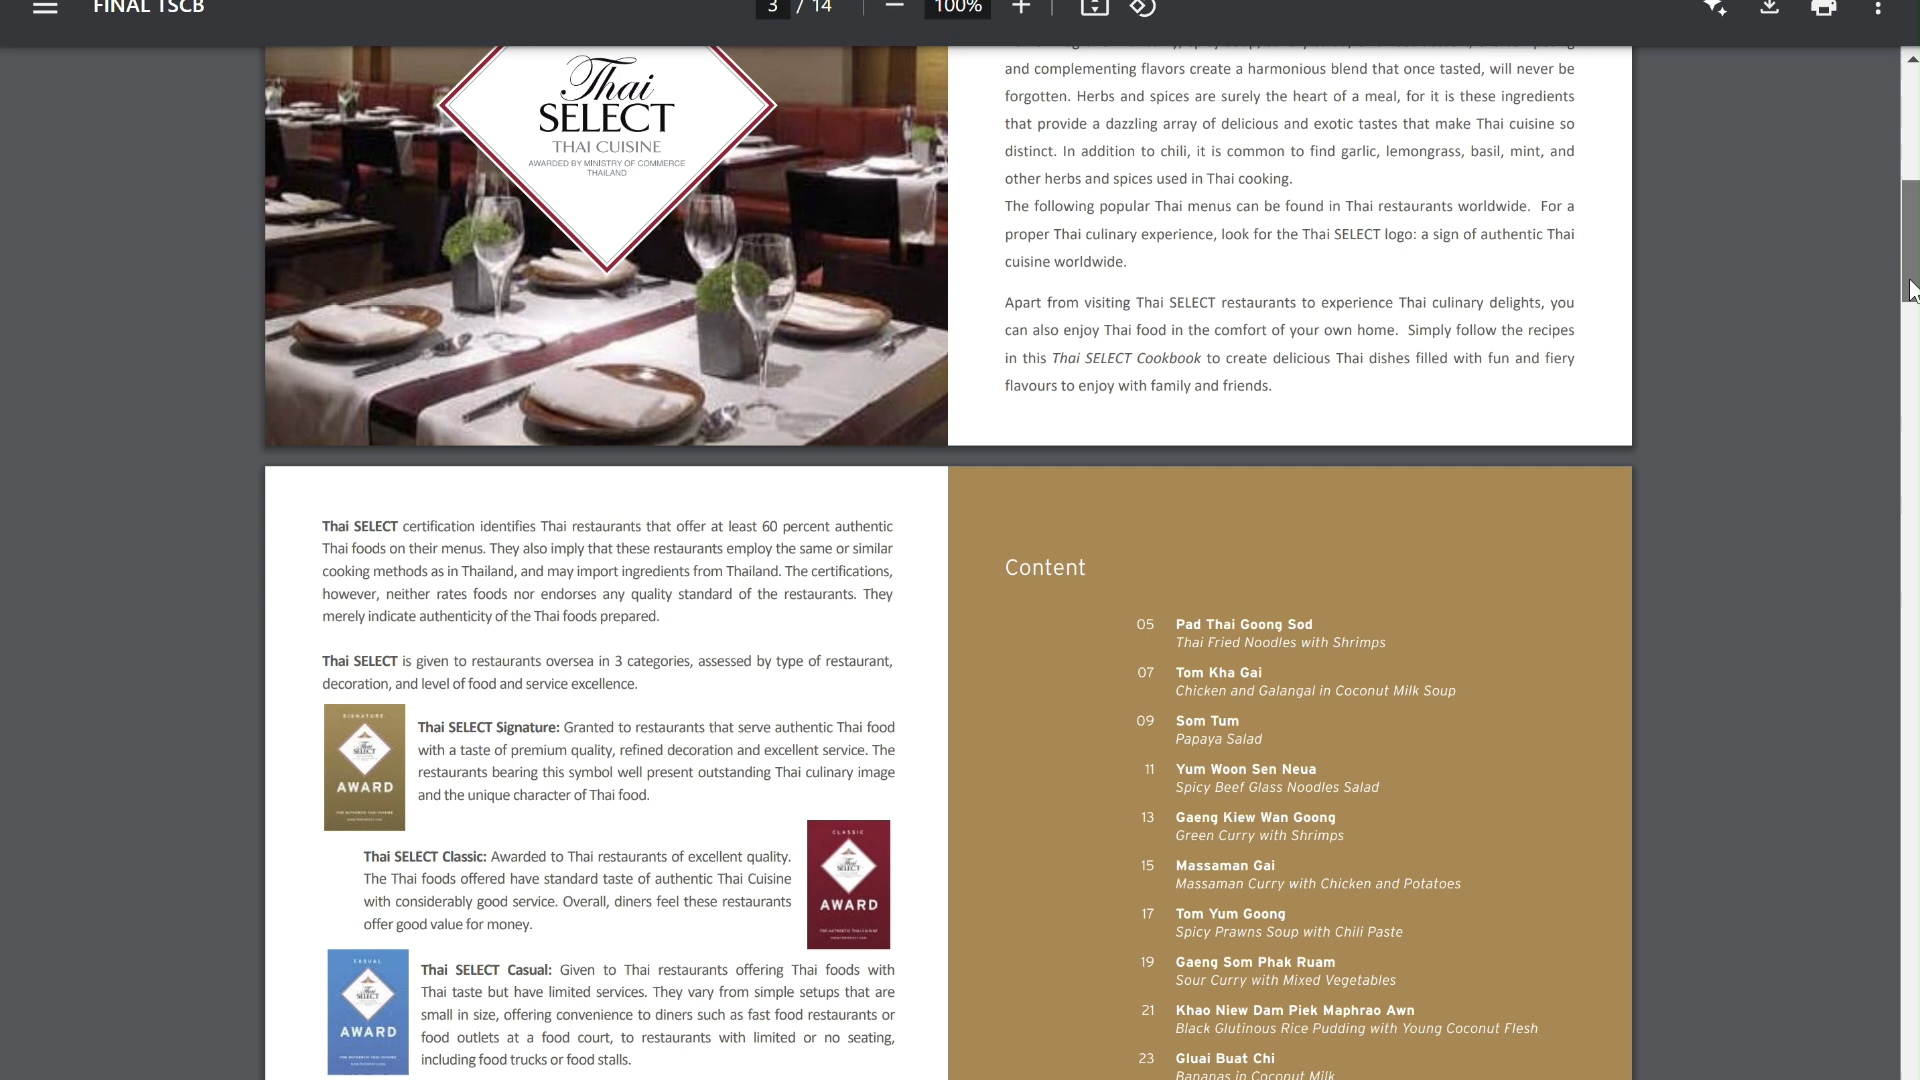 FINAL TSCB
3 / 14
100%
Thai
SELECT
THAI CUISINE
AWARDED BY MINISTRY OF COMMERCE
THAILAND
and complementing flavors create a harmonious blend that once tasted, will never be
forgotten. Herbs and spices are surely the heart of a meal, for it is these ingredients
that provide a dazzling array of delicious and exotic tastes that make Thai cuisine so
distinct. In addition to chili, it is common to find garlic, lemongrass, basil, mint, and
other herbs and spices used in Thai cooking.
The following popular Thai menus can be found in Thai restaurants worldwide. For a
proper Thai culinary experience, look for the Thai SELECT logo: a sign of authentic Thai
cuisine worldwide.
Apart from visiting Thai SELECT restaurants to experience Thai culinary delights, you
can also enjoy Thai food in the comfort of your own home. Simply follow the recipes
in this Thai SELECT Cookbook to create delicious Thai dishes filled with fun and fiery
flavours to enjoy with family and friends.
Thai SELECT certification identifies Thai restaurants that offer at least 60 percent authentic
Thai foods on their menus. They also imply that these restaurants employ the same or similar
cooking methods as in Thailand, and may import ingredients from Thailand. The certifications,
however, neither rates foods nor endorses any quality standard of the restaurants. They
merely indicate authenticity of the Thai foods prepared.
Thai SELECT is given to restaurants oversea in 3 categories, assessed by type of restaurant,
decoration, and level of food and service excellence.
SIGNATURE
Thai
SELECT
AWARD
FOR AUTHENTIC THAI CUISINE
Thai SELECT Signature: Granted to restaurants that serve authentic Thai food
with a taste of premium quality, refined decoration and excellent service. The
restaurants bearing this symbol well present outstanding Thai culinary image
and the unique character of Thai food.
Thai SELECT Classic: Awarded to Thai restaurants of excellent quality.
The Thai foods offered have standard taste of authentic Thai Cuisine
with considerably good service. Overall, diners feel these restaurants
offer good value for money.
CLASSIC
Thai
SELECT
AWARD
FOR AUTHENTIC THAI CUISINE
CASUAL
Thai
SELECT
AWARD
FOR AUTHENTIC THAI CUISINE
Thai SELECT Casual: Given to Thai restaurants offering Thai foods with
Thai taste but have limited services. They vary from simple setups that are
small in size, offering convenience to diners such as fast food restaurants or
food outlets at a food court, to restaurants with limited or no seating,
including food trucks or food stalls.
Content
05 Pad Thai Goong Sod
Thai Fried Noodles with Shrimps
07 Tom Kha Gai
Chicken and Galangal in Coconut Milk Soup
09 Som Tum
Papaya Salad
11 Yum Woon Sen Neua
Spicy Beef Glass Noodles Salad
13 Gaeng Kiew Wan Goong
Green Curry with Shrimps
15 Massaman Gai
Massaman Curry with Chicken and Potatoes
17 Tom Yum Goong
Spicy Prawns Soup with Chili Paste
19 Gaeng Som Phak Ruam
Sour Curry with Mixed Vegetables
21 Khao Niew Dam Piek Maphrao Awn
Black Glutinous Rice Pudding with Young Coconut Flesh
23 Gluai Buat Chi
Bananas in Coconut Milk